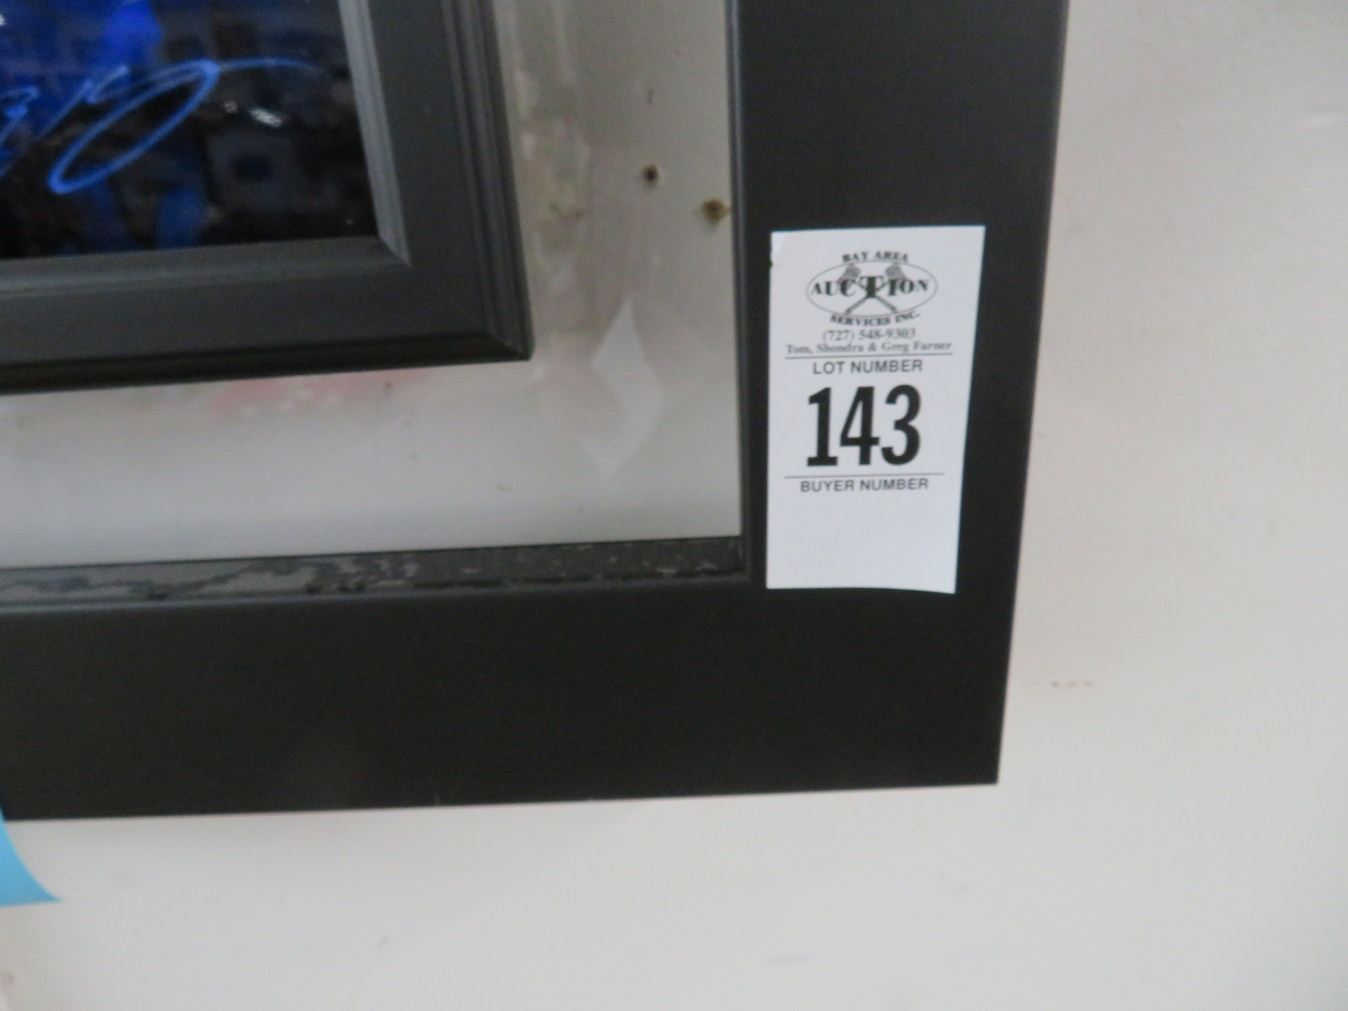 BAY AREA
AUCTION
SERVICES INC.
(727) 548-9303
Tom, Shondra & Greg Farner
LOT NUMBER
143
BUYER NUMBER